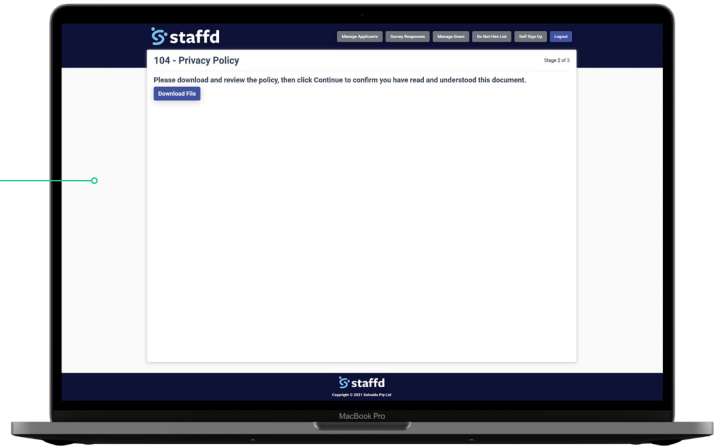 staffd
Manage Applicants Survey Responses Manage Users Do Not Hire List Staff Sign Up Logout
104 - Privacy Policy Stage 2 of 3
Please download and review the policy, then click Continue to confirm you have read and understood this document.
Download File
staffd
Copyright © 2021 Solvable Pty Ltd
MacBook Pro